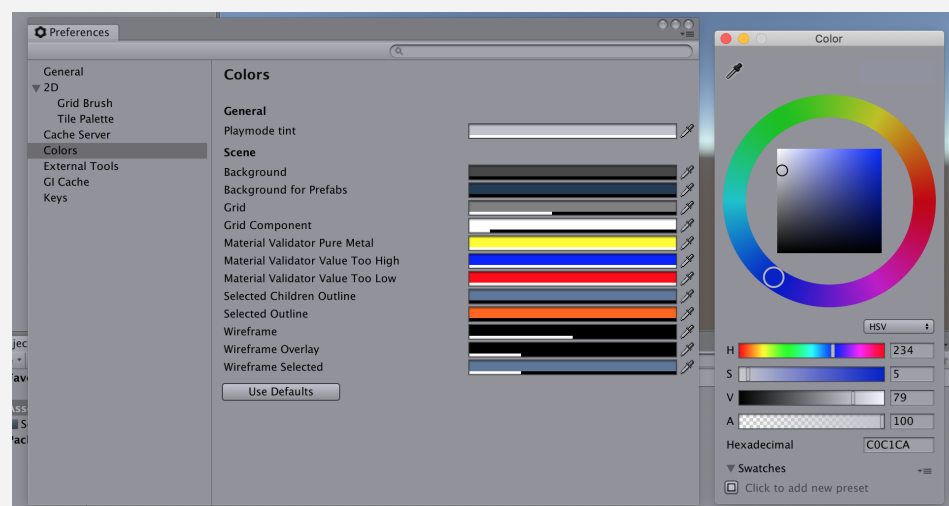 Preferences
General
2D
Grid Brush
Tile Palette
Cache Server
Colors
External Tools
GI Cache
Keys
Colors
General
Playmode tint
Scene
Background
Background for Prefabs
Grid
Grid Component
Material Validator Pure Metal
Material Validator Value Too High
Material Validator Value Too Low
Selected Children Outline
Selected Outline
Wireframe
Wireframe Overlay
Wireframe Selected
Use Defaults
Color
HSV
H 234
S 5
V 79
A 100
Hexadecimal C0C1CA
Swatches
Click to add new preset